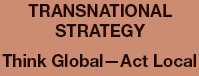 TRANSNATIONAL
STRATEGY
Think Global—Act Local